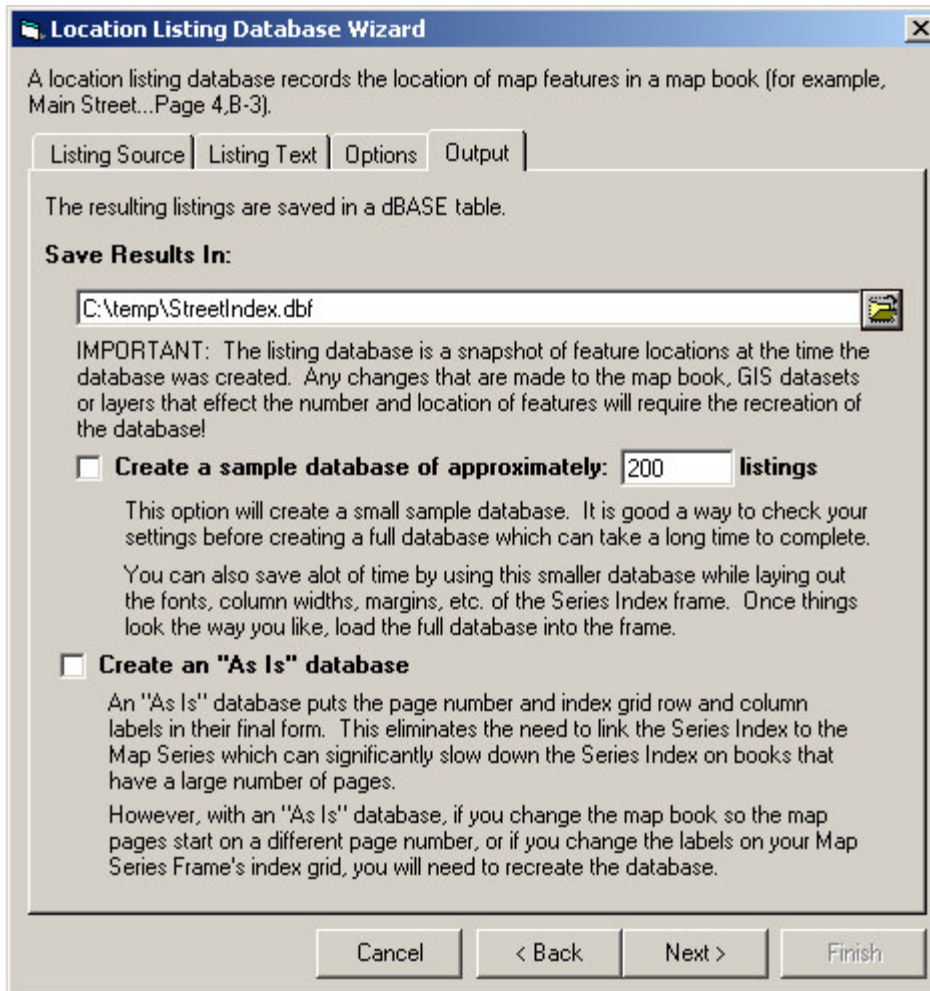 Location Listing Database Wizard
A location listing database records the location of map features in a map book (for example,
Main Street...Page 4,B-3).
Listing Source Listing Text Options Output
The resulting listings are saved in a dBASE table.
Save Results In:
C:\temp\StreetIndex.dbf
IMPORTANT: The listing database is a snapshot of feature locations at the time the
database was created. Any changes that are made to the map book, GIS datasets
or layers that effect the number and location of features will require the recreation of
the database!
Create a sample database of approximately: 200 listings
This option will create a small sample database. It is good a way to check your
settings before creating a full database which can take a long time to complete.
You can also save alot of time by using this smaller database while laying out
the fonts, column widths, margins, etc. of the Series Index frame. Once things
look the way you like, load the full database into the frame.
Create an "As Is" database
An "As Is" database puts the page number and index grid row and column
labels in their final form. This eliminates the need to link the Series Index to the
Map Series which can significantly slow down the Series Index on books that
have a large number of pages.
However, with an "As Is" database, if you change the map book so the map
pages start on a different page number, or if you change the labels on your Map
Series Frame's index grid, you will need to recreate the database.
Cancel < Back Next > Finish